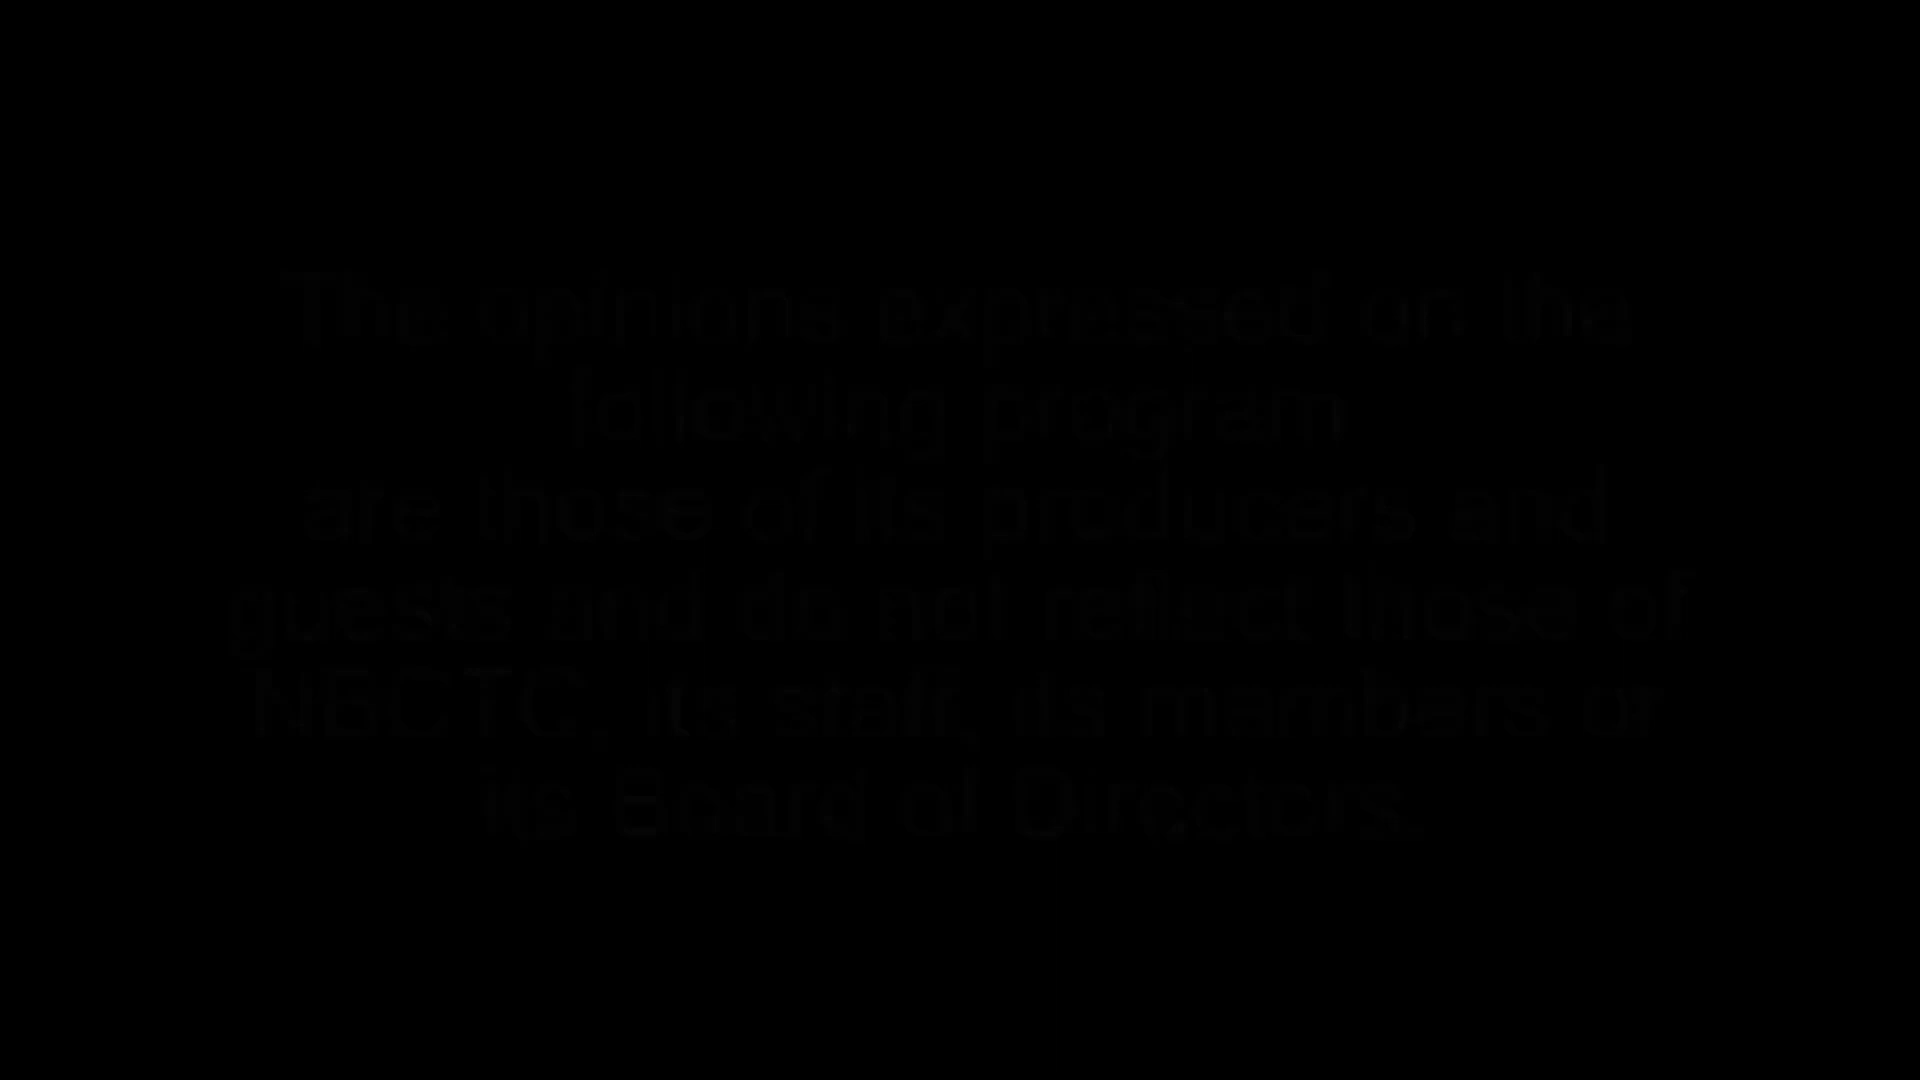 The opinions expressed on the
following program
are those of its producers and
guests and do not reflect those of
NBCTC, its staff, its members or
its Board of Directors.